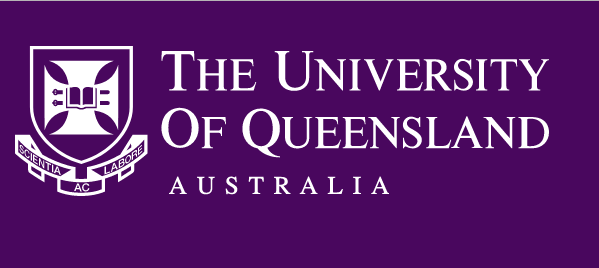 THE UNIVERSITY
OF QUEENSLAND
AUSTRALIA
SCIENTIA
AC
LABORE